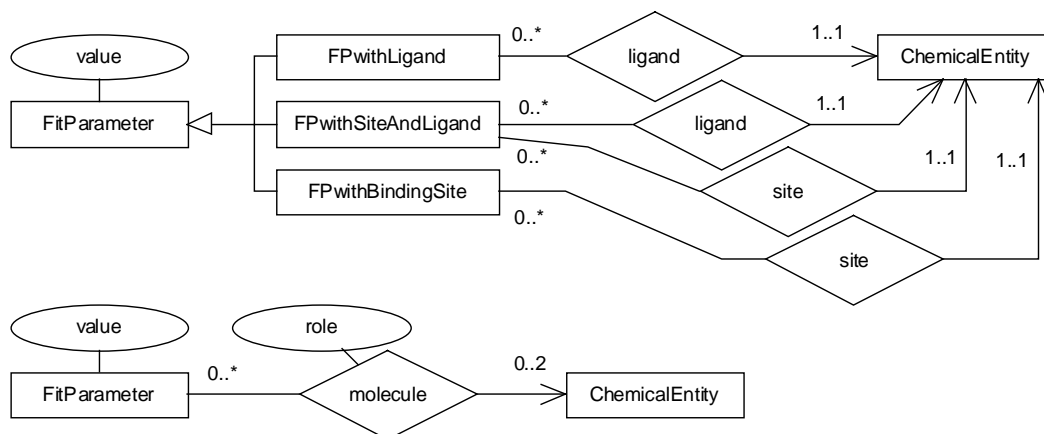 value
FitParameter
FPwithLigand
0..*
ligand
1..1
ChemicalEntity
FPwithSiteAndLigand
0..*
ligand
1..1
0..*
site
1..1
FPwithBindingSite
0..*
site
1..1
value
FitParameter
0..*
role
molecule
0..2
ChemicalEntity